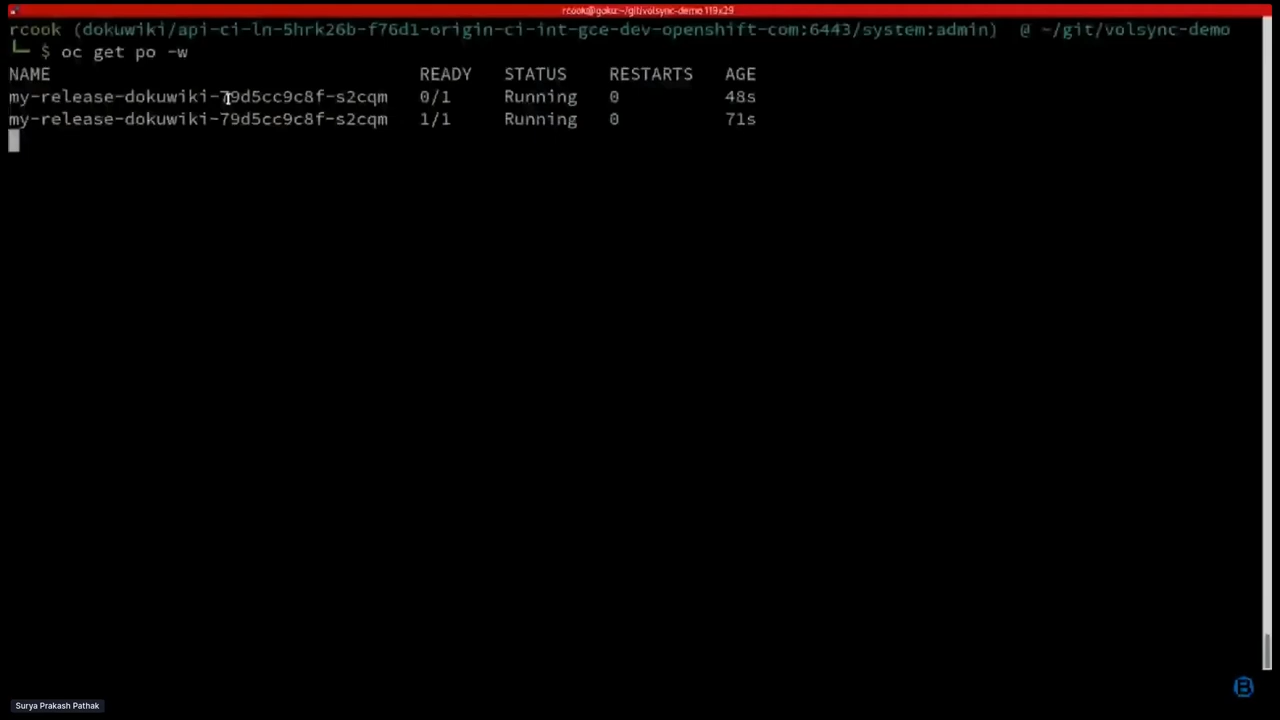 rcook@goku:~/git/volsync-demo 119x29
rcook (dokuwiki/api-ci-ln-5hrk26b-f76d1-origin-ci-int-gce-dev-openshift-com:6443/system:admin) @ ~/git/volsync-demo
└─ $ oc get po -w
NAME READY STATUS RESTARTS AGE
my-release-dokuwiki-79d5cc9c8f-s2cqm 0/1 Running 0 48s
my-release-dokuwiki-79d5cc9c8f-s2cqm 1/1 Running 0 71s
Surya Prakash Pathak